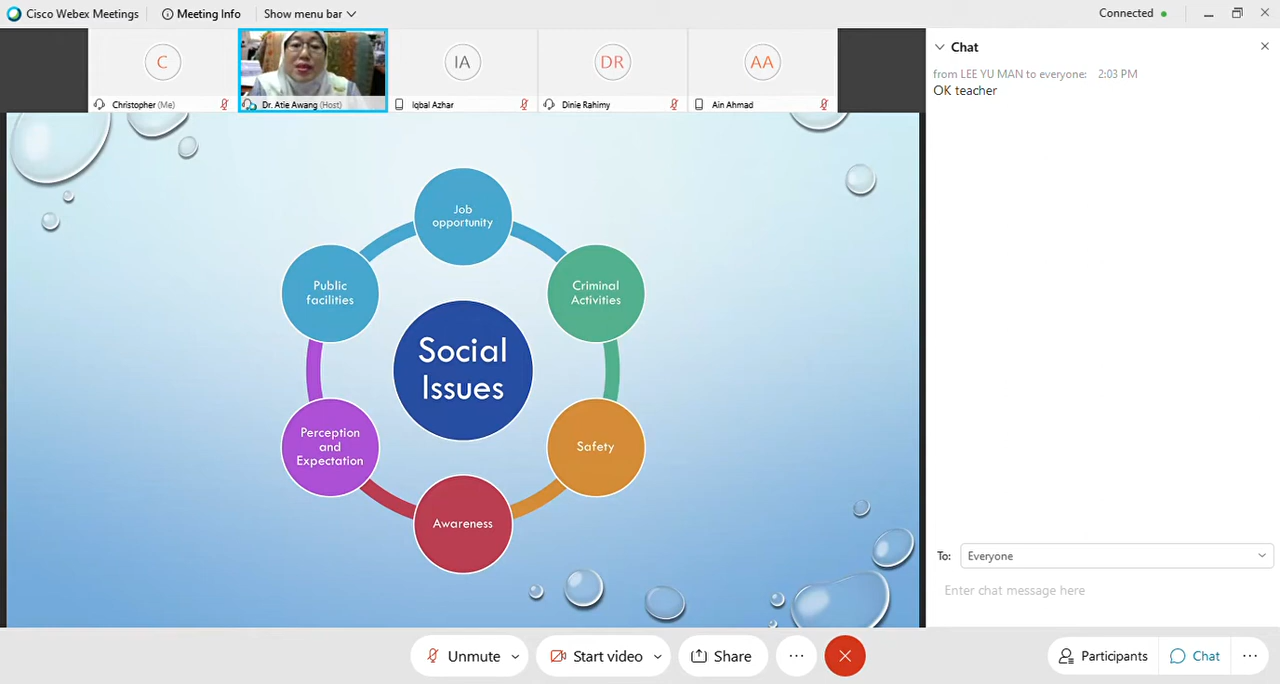 Cisco Webex Meetings
Meeting Info
Show menu bar
Connected
C
IA
DR
AA
Christopher (Me)
Dr. Atie Awang (Host)
Iqbal Azhar
Dinie Rahimy
Ain Ahmad
Chat
from LEE YU MAN to everyone: 2:03 PM
OK teacher
Job
opportunity
Public
facilities
Criminal
Activities
Social
Issues
Perception
and
Expectation
Safety
Awareness
To: Everyone
Enter chat message here
Unmute
Start video
Share
Participants
Chat